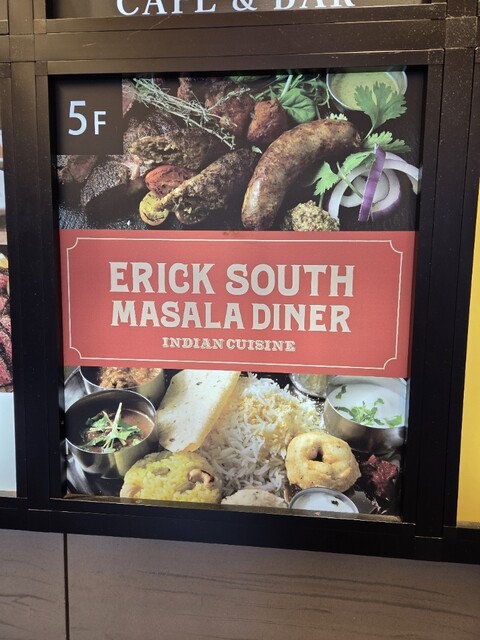 CAFE & BAR
5F
ERICK SOUTH
MASALA DINER
INDIAN CUISINE